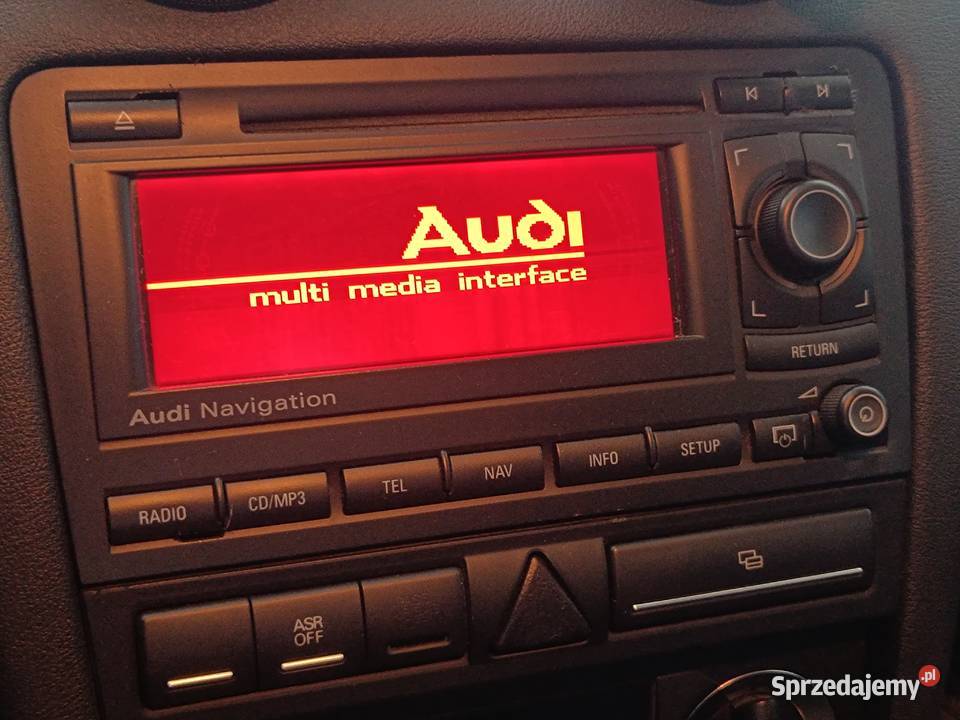 Audi
multi media interface
Audi Navigation
RETURN
RADIO
CD/MP3
TEL
NAV
INFO
SETUP
ASR
OFF
Sprzedajemy.pl